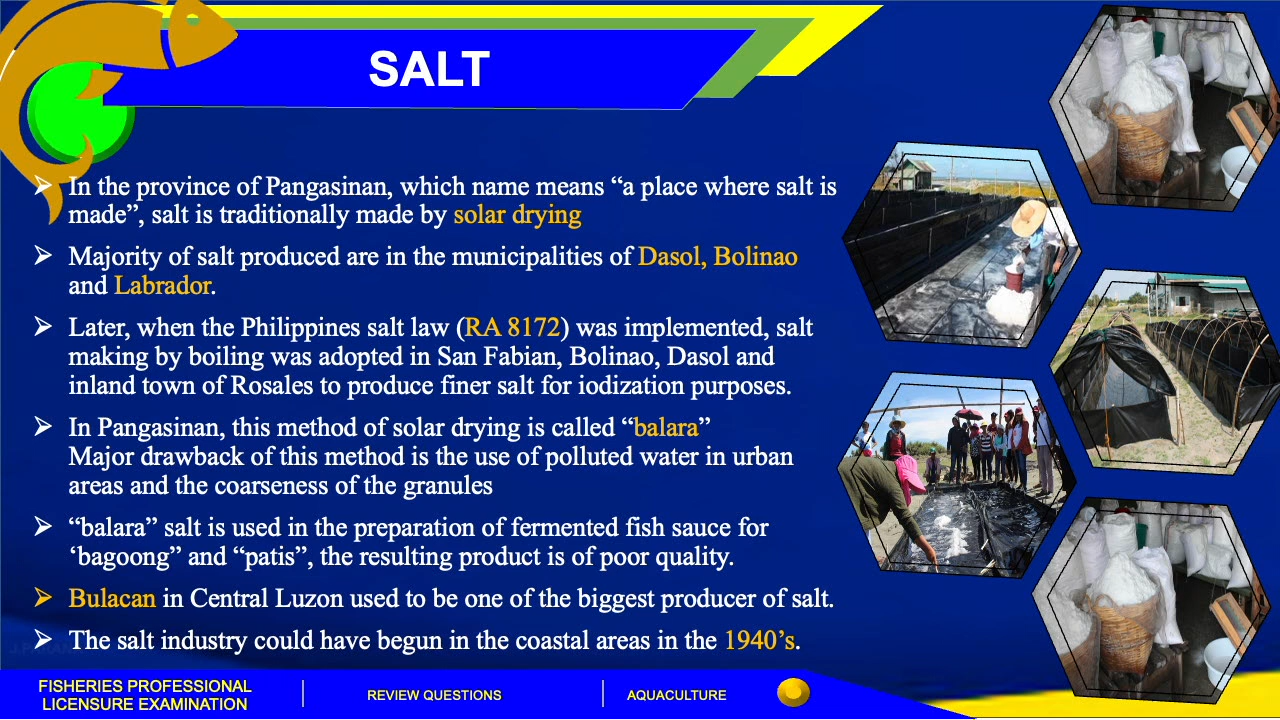 SALT
➢ In the province of Pangasinan, which name means “a place where salt is
made”, salt is traditionally made by solar drying
➢ Majority of salt produced are in the municipalities of Dasol, Bolinao
and Labrador.
➢ Later, when the Philippines salt law (RA 8172) was implemented, salt
making by boiling was adopted in San Fabian, Bolinao, Dasol and
inland town of Rosales to produce finer salt for iodization purposes.
➢ In Pangasinan, this method of solar drying is called “balara”
Major drawback of this method is the use of polluted water in urban
areas and the coarseness of the granules
➢ “balara” salt is used in the preparation of fermented fish sauce for
‘bagoong” and “patis”, the resulting product is of poor quality.
➢ Bulacan in Central Luzon used to be one of the biggest producer of salt.
➢ The salt industry could have begun in the coastal areas in the 1940’s.
FISHERIES PROFESSIONAL
LICENSURE EXAMINATION
REVIEW QUESTIONS
AQUACULTURE